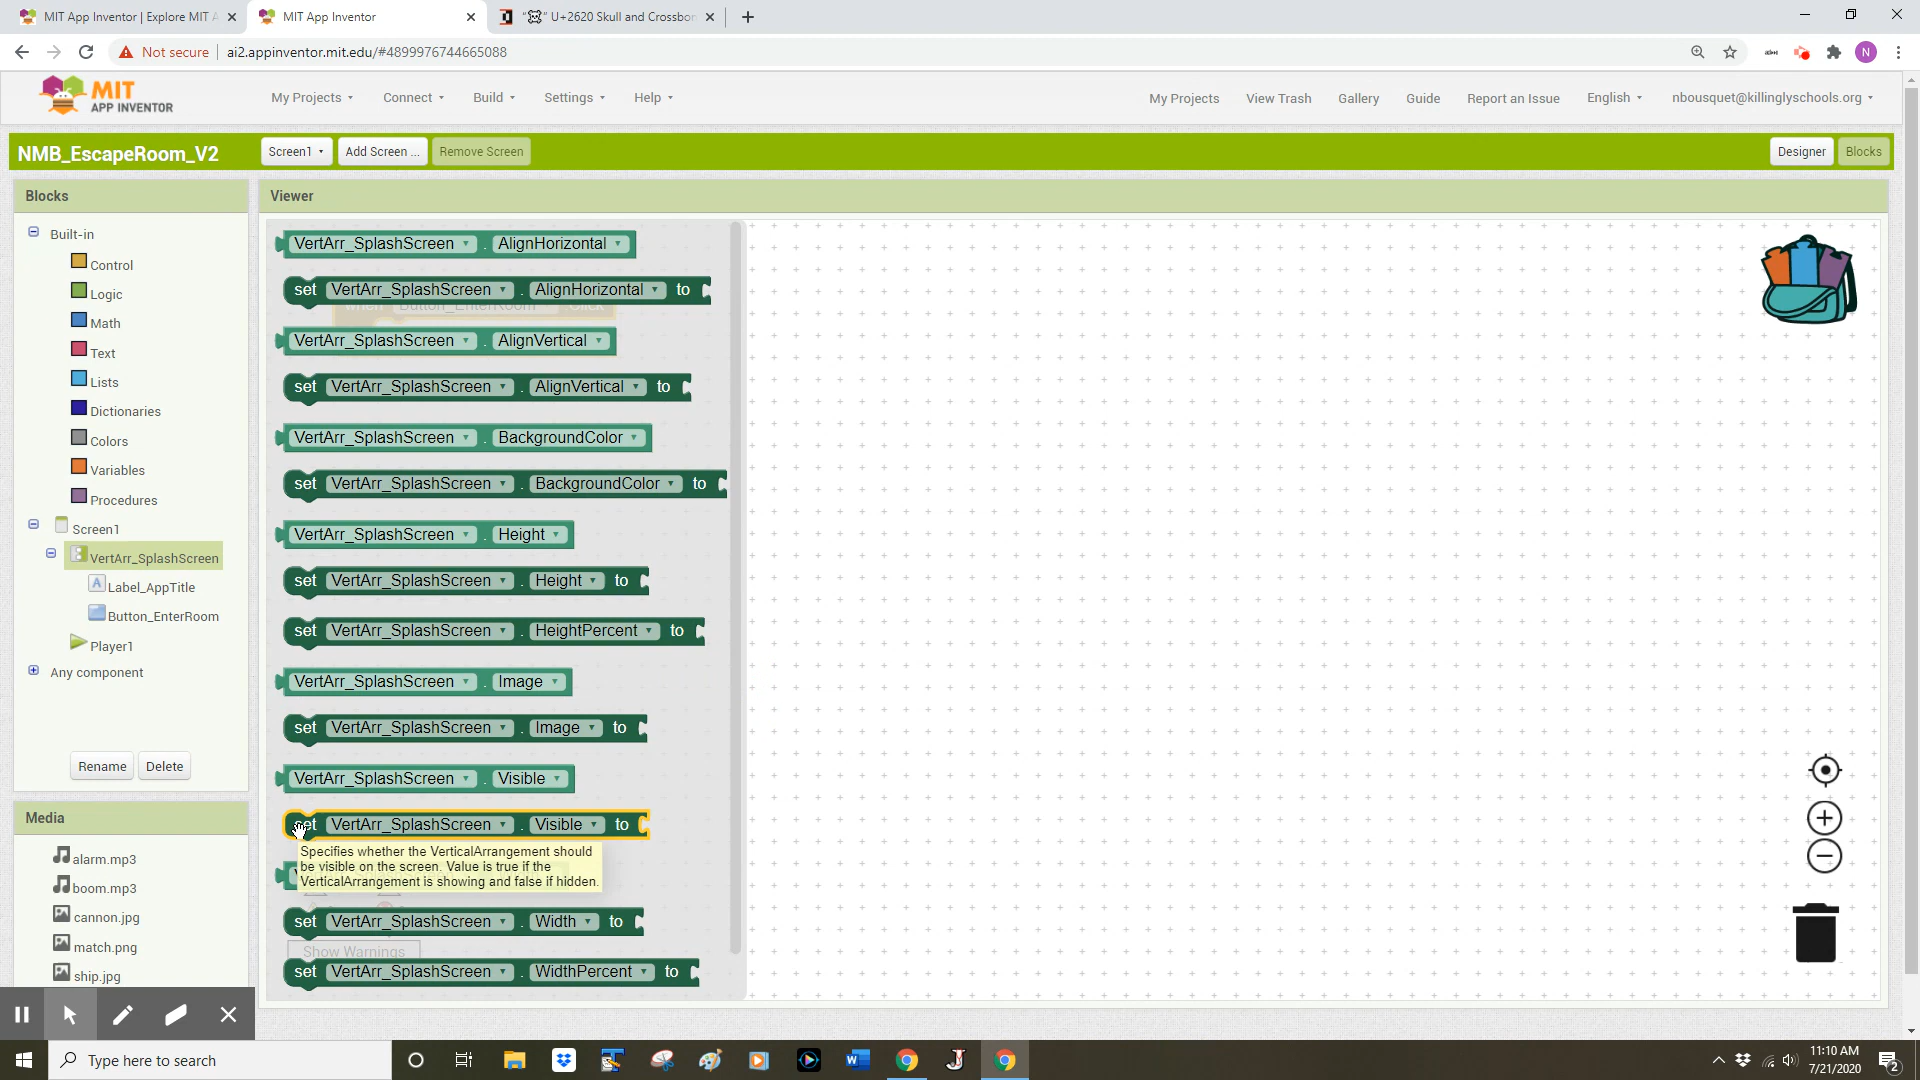 MIT App Inventor | Explore MIT A
MIT App Inventor
"☠" U+2620 Skull and Crossbon
Not secure
ai2.appinventor.mit.edu/#4899976744665088
N
MIT
APP INVENTOR
My Projects
Connect
Build
Settings
Help
My Projects
View Trash
Gallery
Guide
Report an Issue
English
nbousquet@killinglyschools.org
NMB_EscapeRoom_V2
Screen1
Add Screen ...
Remove Screen
Designer
Blocks
Blocks
Built-in
Control
Logic
Math
Text
Lists
Dictionaries
Colors
Variables
Procedures
Screen1
VertArr_SplashScreen
A Label_AppTitle
Button_EnterRoom
Player1
Any component
Rename
Delete
Media
alarm.mp3
boom.mp3
cannon.jpg
match.png
ship.jpg
Viewer
VertArr_SplashScreen . AlignHorizontal
set VertArr_SplashScreen . AlignHorizontal to
when Button_EnterRoom .Click
VertArr_SplashScreen . AlignVertical
set VertArr_SplashScreen . AlignVertical to
VertArr_SplashScreen . BackgroundColor
set VertArr_SplashScreen . BackgroundColor to
VertArr_SplashScreen . Height
set VertArr_SplashScreen . Height to
set VertArr_SplashScreen . HeightPercent to
VertArr_SplashScreen . Image
set VertArr_SplashScreen . Image to
VertArr_SplashScreen . Visible
set VertArr_SplashScreen . Visible to
Specifies whether the VerticalArrangement should
be visible on the screen. Value is true if the
VerticalArrangement is showing and false if hidden.
set VertArr_SplashScreen . Width to
Show Warnings
set VertArr_SplashScreen . WidthPercent to
Type here to search
11:10 AM
7/21/2020
2